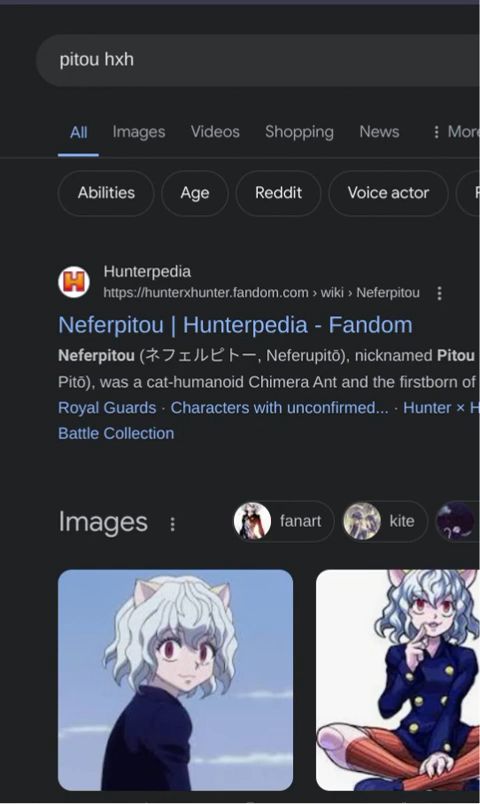 pitou hxh
All Images Videos Shopping News More
Abilities Age Reddit Voice actor
Hunterpedia
https://hunterxhunter.fandom.com › wiki › Neferpitou
Neferpitou | Hunterpedia - Fandom
Neferpitou (ネフェルピトー, Neferupitō), nicknamed Pitou
Pitō), was a cat-humanoid Chimera Ant and the firstborn of
Royal Guards · Characters with unconfirmed... · Hunter × H
Battle Collection
Images fanart kite